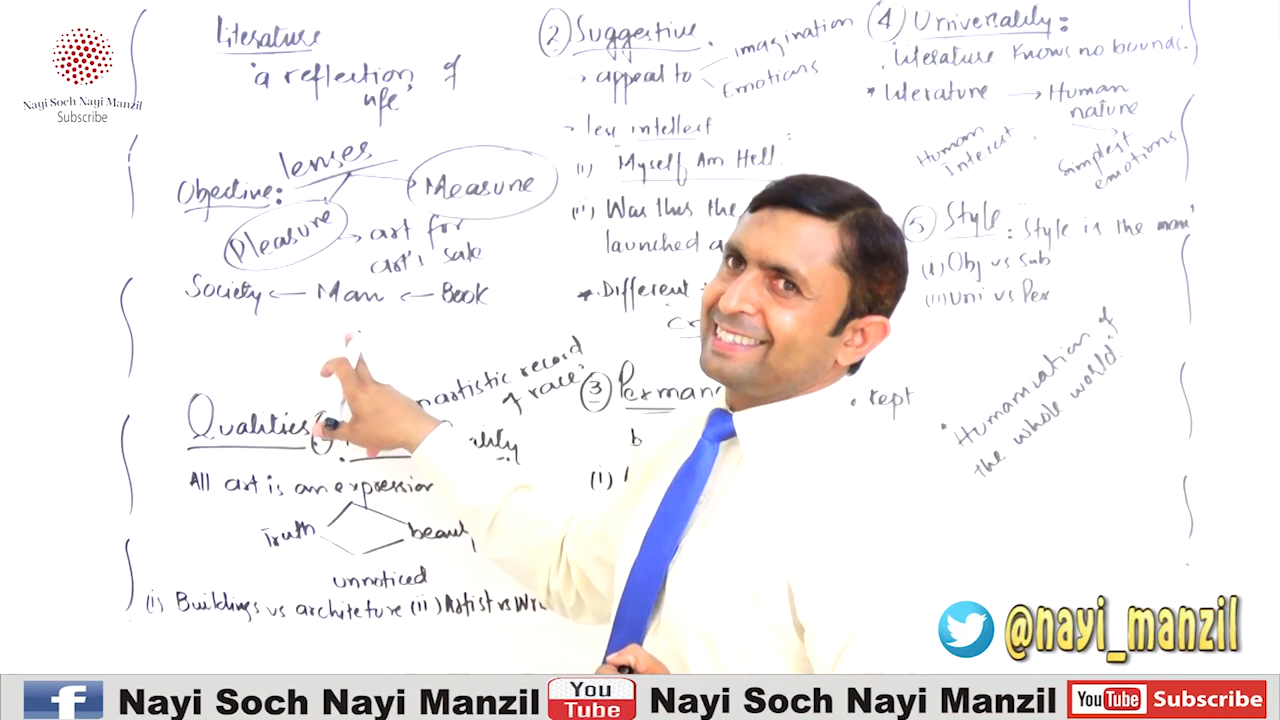 Nayi Soch Nayi Manzil
Subscribe
Literature
"a reflection of
life"
lenses
Objective:
Measure
Pleasure
art for
art's sake
Society ← Man ← Book
an artistic record
of race"
Qualities
All art is an expression
Truth
beauty
unnoticed
(i) Buildings vs architeture (ii) Artist vs Wr
② Suggestive.
appeal to
imagination
Emotions
less intellect
(i) "Myself Am Hell."
(ii) Was this the
launched a
* Different
③ Perman
b
(i)
. kept
④ Universality:
"Literature knows no bounds."
* Literature → Human
nature
Human
interest
Simplest
emotions
⑤ Style
: "Style is the man"
(i) Obj vs Sub
(ii) Uni vs Per
"Humanization of
the whole world."
@nayi_manzil
f Nayi Soch Nayi Manzil
You
Tube
Nayi Soch Nayi Manzil
YouTube Subscribe